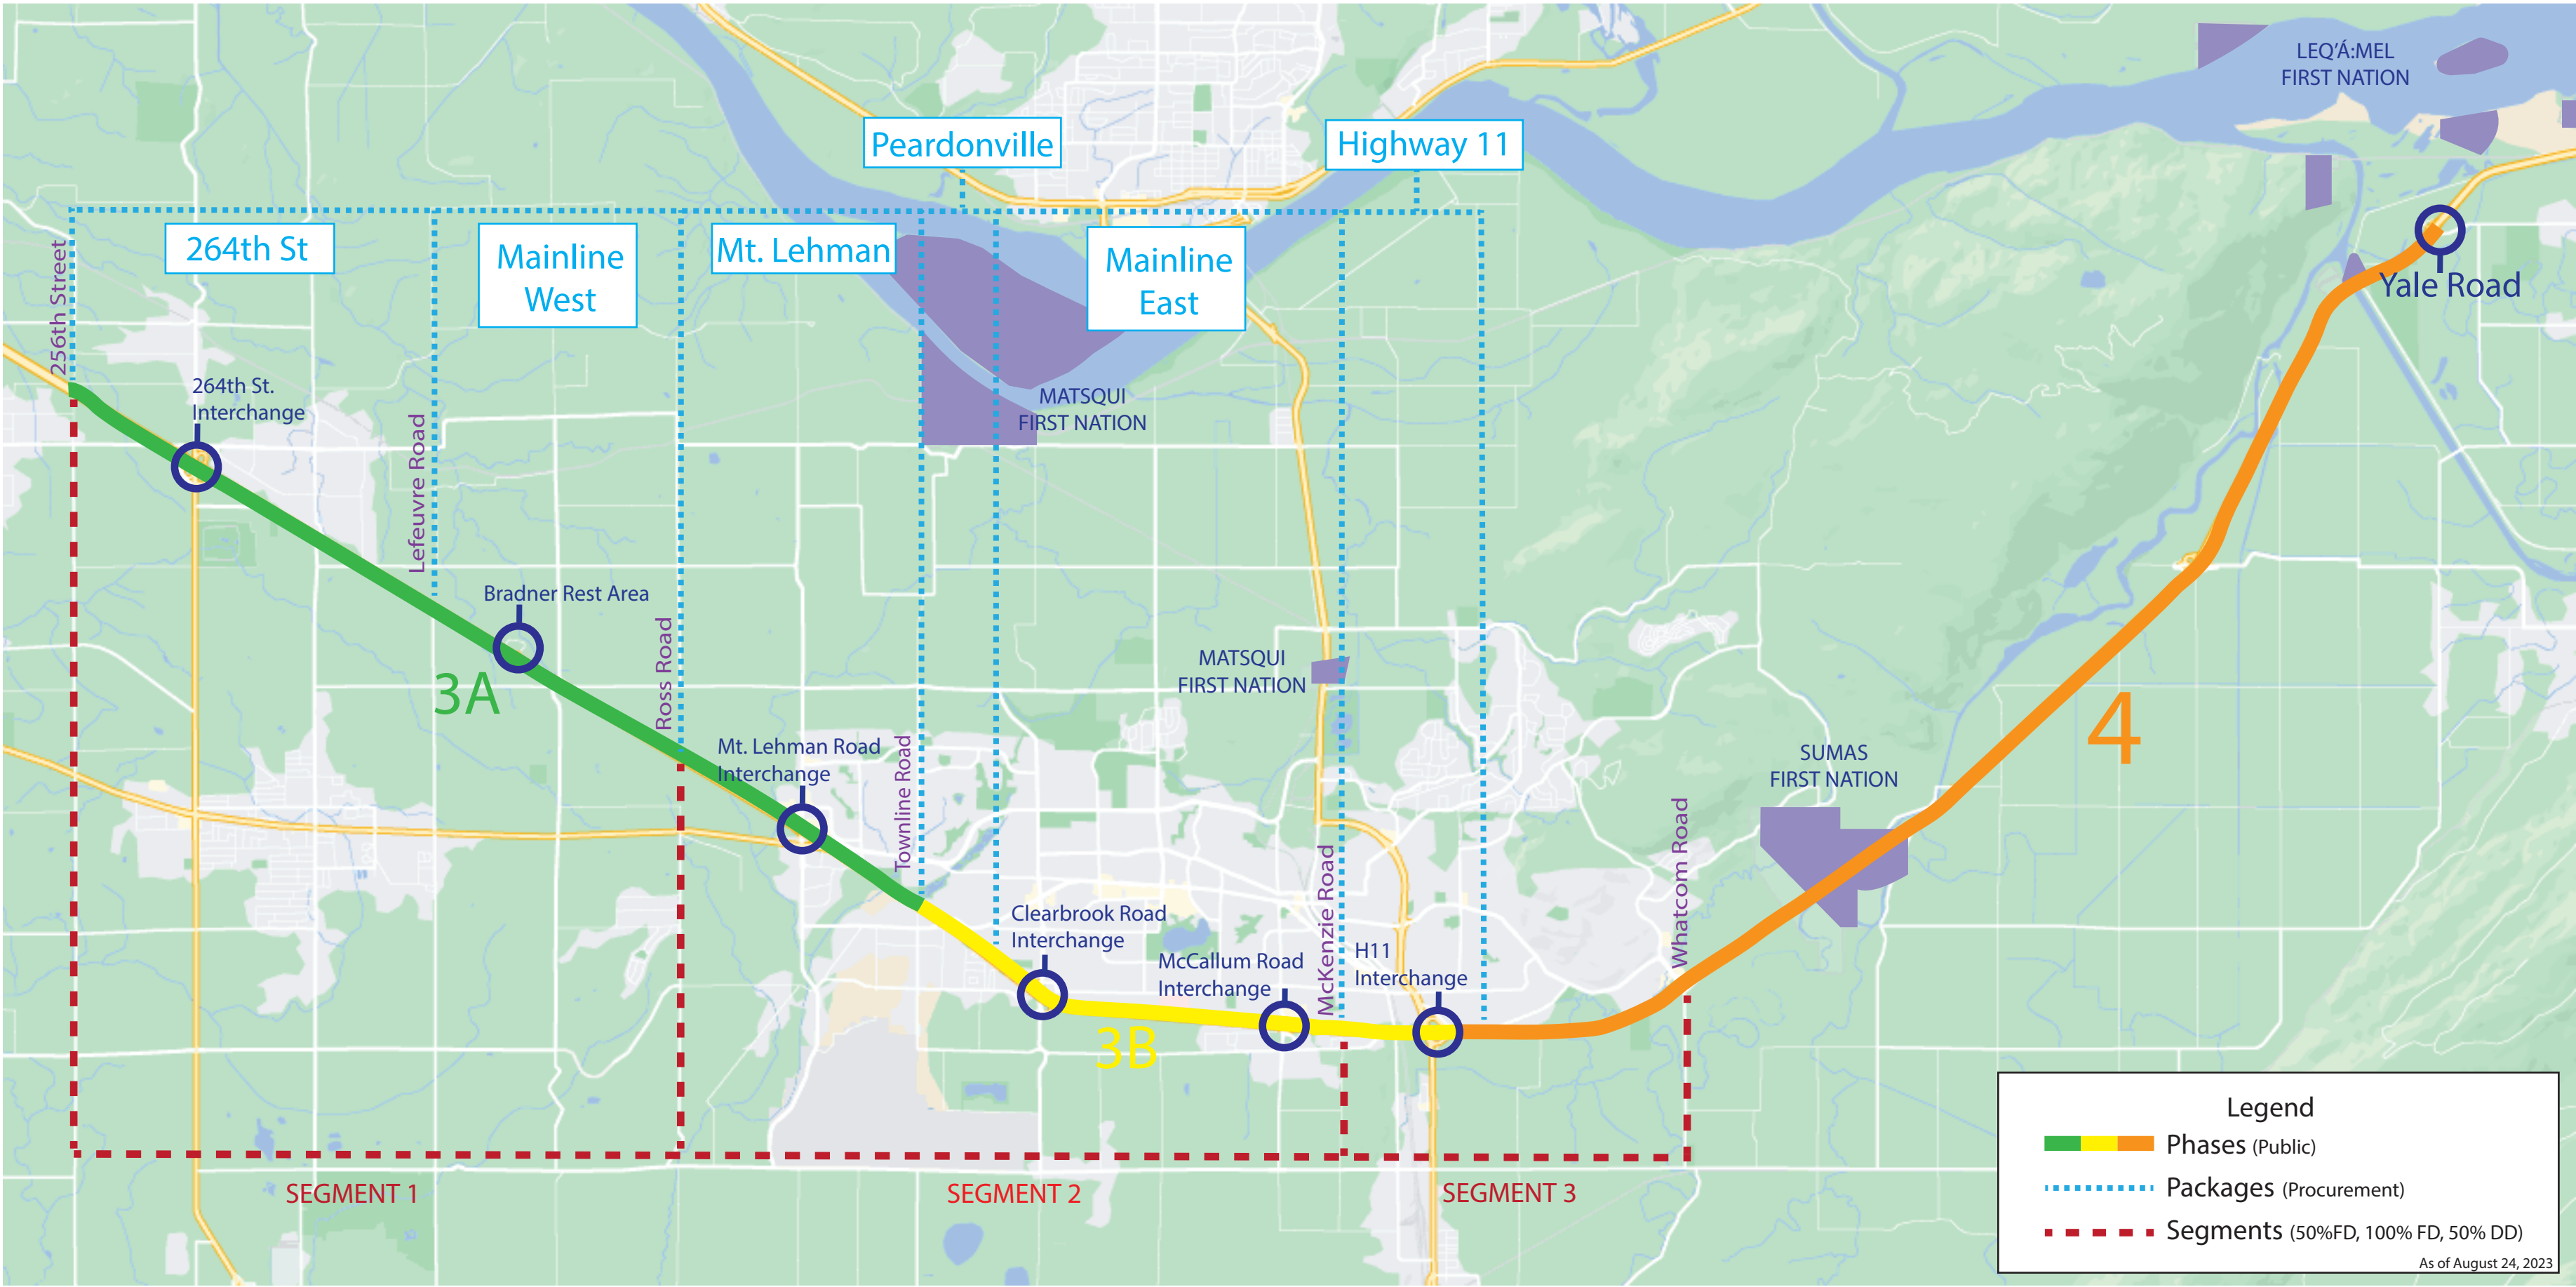 LEQ'Á:MEL
FIRST NATION
Peardonville
Highway 11
264th St
Mainline
West
Mt. Lehman
Mainline
East
Yale Road
256th Street
264th St.
Interchange
MATSQUI
FIRST NATION
Lefeuvre Road
Bradner Rest Area
3A
Ross Road
MATSQUI
FIRST NATION
4
Mt. Lehman Road
Interchange
Townline Road
SUMAS
FIRST NATION
Whatcom Road
Clearbrook Road
Interchange
McCallum Road
Interchange
McKenzie Road
H11
Interchange
3B
SEGMENT 1
SEGMENT 2
SEGMENT 3
Legend
Phases (Public)
Packages (Procurement)
Segments (50%FD, 100% FD, 50% DD)
As of August 24, 2023